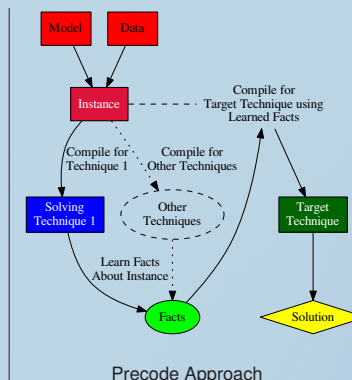 Model
Data
Instance
Compile for
Target Technique using
Learned Facts
Compile for
Technique 1
Compile for
Other Techniques
Solving
Technique 1
Other
Techniques
Target
Technique
Learn Facts
About Instance
Facts
Solution
Precode Approach